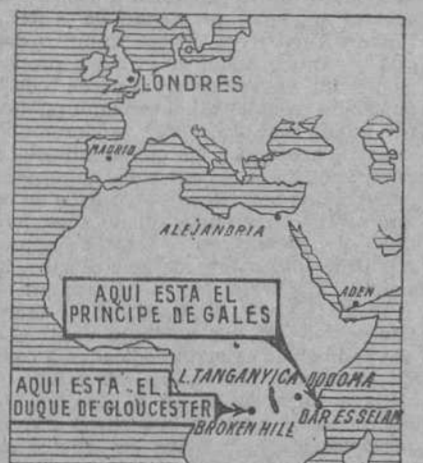 LONDRES
MADRID
ALEJANDRIA
ADEN
AQUI ESTA EL
PRINCIPE DE GALES
L.TANGANYICA
DODOMA
AQUI ESTA EL
DUQUE DE GLOUCESTER
BROKEN HILL
DAR ES SELAM